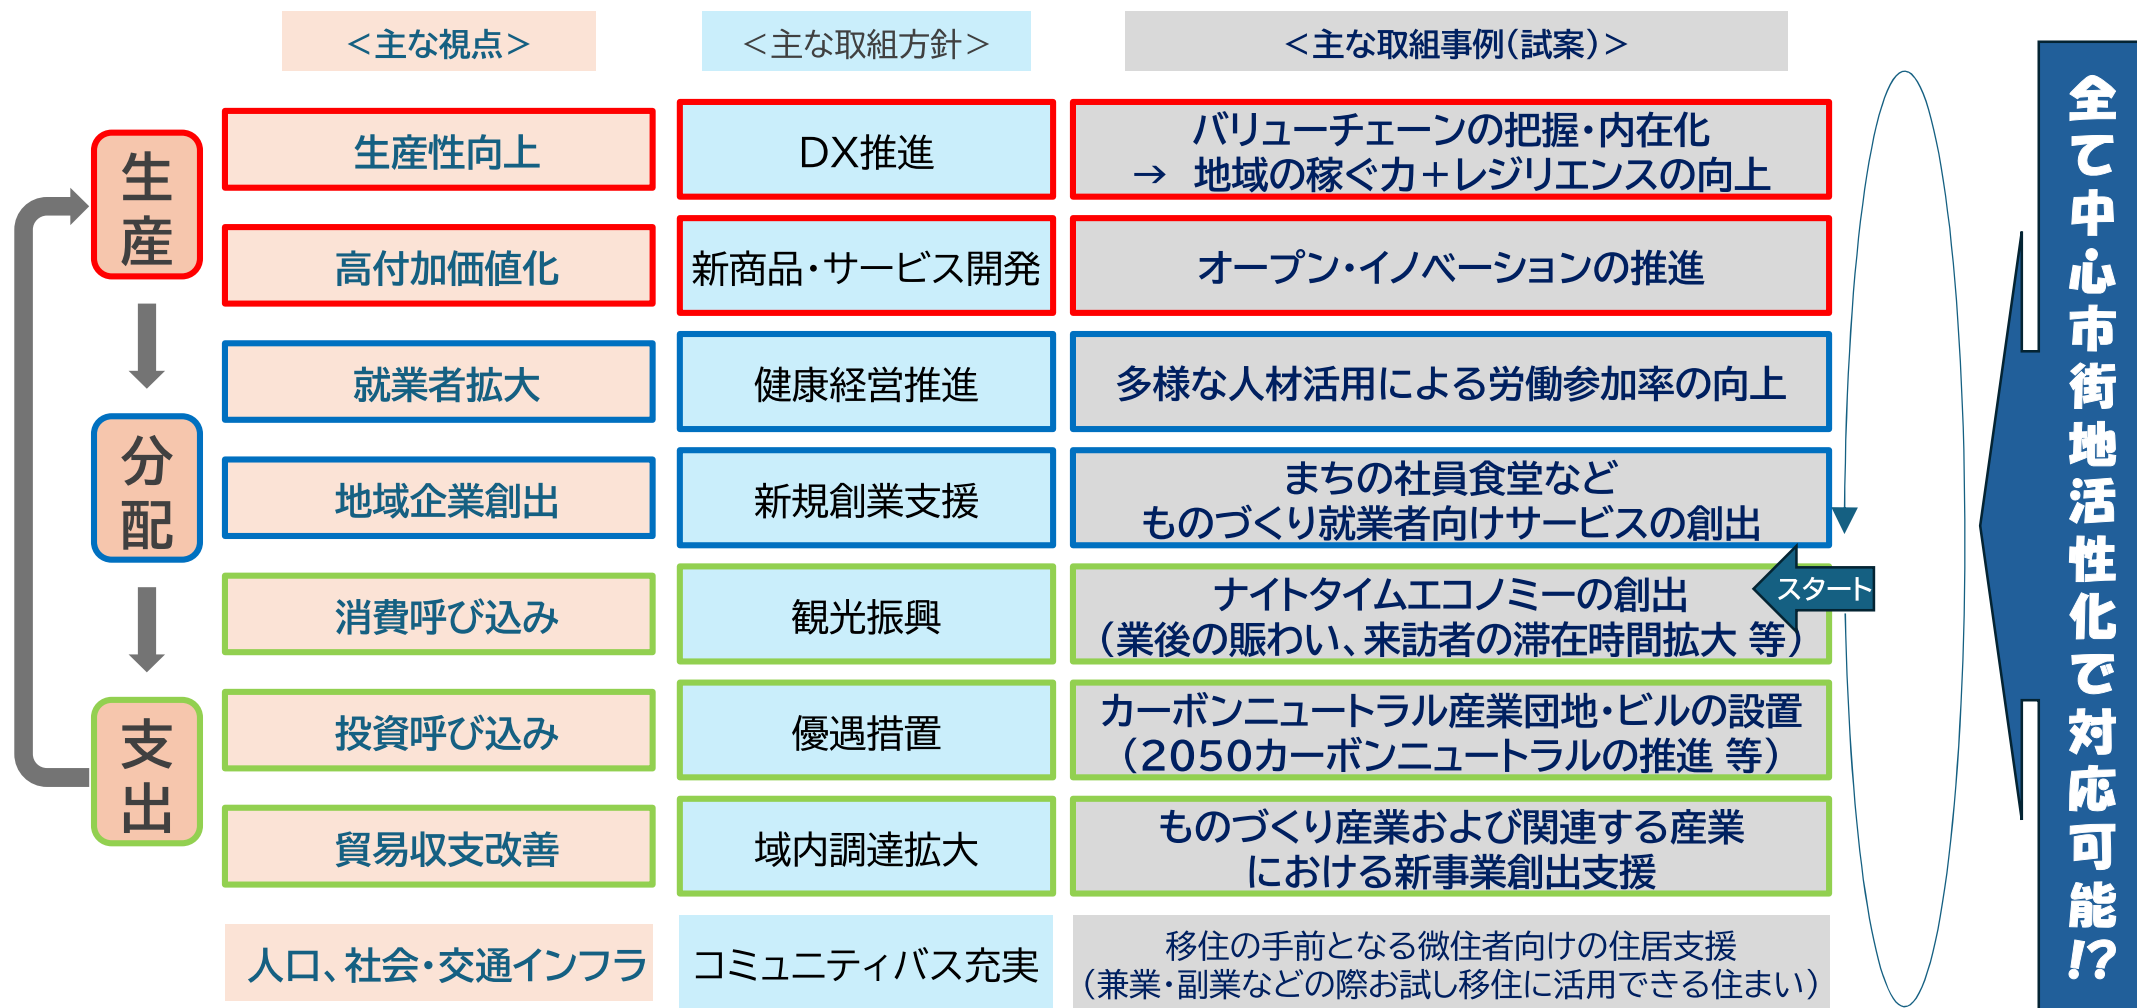 ＜主な視点＞
＜主な取組方針＞
＜主な取組事例（試案）＞
生産
生産性向上
DX推進
バリューチェーンの把握・内在化
→ 地域の稼ぐ力＋レジリエンスの向上
高付加価値化
新商品・サービス開発
オープン・イノベーションの推進
分配
就業者拡大
健康経営推進
多様な人材活用による労働参加率の向上
地域企業創出
新規創業支援
まちの社員食堂など
ものづくり就業者向けサービスの創出
支出
消費呼び込み
観光振興
ナイトタイムエコノミーの創出
（業後の賑わい、来訪者の滞在時間拡大 等）
スタート
投資呼び込み
優遇措置
カーボンニュートラル産業団地・ビルの設置
（2050カーボンニュートラルの推進 等）
貿易収支改善
域内調達拡大
ものづくり産業および関連する産業
における新事業創出支援
人口、社会・交通インフラ
コミュニティバス充実
移住の手前となる微住者向けの住居支援
（兼業・副業などの際お試し移住に活用できる住まい）
全て中心市街地活性化で対応可能!?